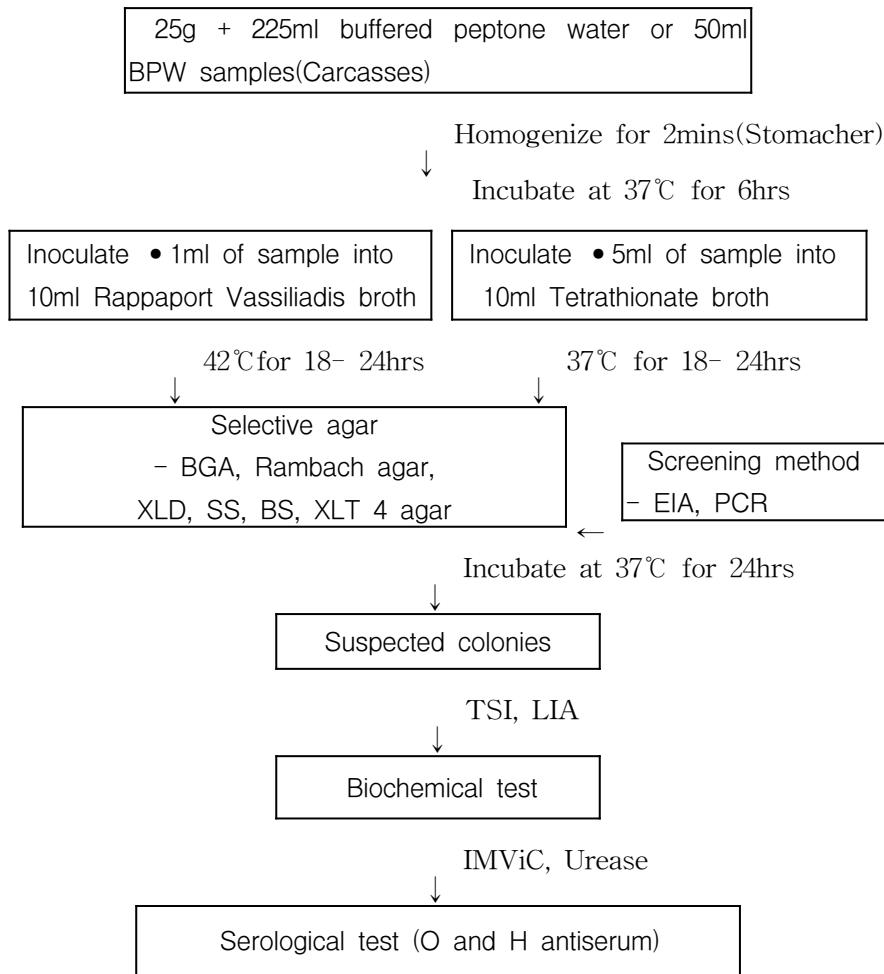 25g + 225ml buffered peptone water or 50ml
BPW samples(Carcasses)
Homogenize for 2mins(Stomacher)
↓
Incubate at 37℃ for 6hrs
Inoculate •1ml of sample into
10ml Rappaport Vassiliadis broth
Inoculate •5ml of sample into
10ml Tetrathionate broth
42℃for 18- 24hrs
37℃ for 18- 24hrs
↓ ↓
Selective agar
- BGA, Rambach agar,
XLD, SS, BS, XLT 4 agar
Screening method
- EIA, PCR
←
Incubate at 37℃ for 24hrs
↓
Suspected colonies
TSI, LIA
↓
Biochemical test
IMViC, Urease
↓
Serological test (O and H antiserum)